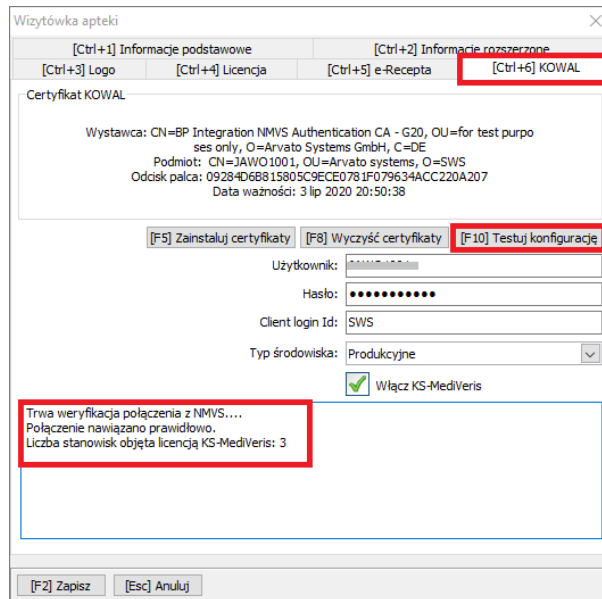 Wizytówka apteki
[Ctrl+1] Informacje podstawowe [Ctrl+2] Informacje rozszerzone
[Ctrl+3] Logo [Ctrl+4] Licencja [Ctrl+5] e-Recepta [Ctrl+6] KOWAL
Certyfikat KOWAL
Wystawca: CN=BP Integration NMVS Authentication CA - G20, OU=for test purpo
ses only, O=Arvato Systems GmbH, C=DE
Podmiot: CN=JAWO1001, OU=Arvato systems, O=SWS
Odcisk palca: 09284D6B815805C9ECE0781F079634ACC220A207
Data ważności: 3 lip 2020 20:50:38
[F5] Zainstaluj certyfikaty [F8] Wyczyść certyfikaty [F10] Testuj konfigurację
Użytkownik:
Hasło: ●●●●●●●●●●●
Client login Id: SWS
Typ środowiska: Produkcyjne
Włącz KS-MediVeris
Trwa weryfikacja połączenia z NMVS....
Połączenie nawiązano prawidłowo.
Liczba stanowisk objęta licencją KS-MediVeris: 3
[F2] Zapisz [Esc] Anuluj